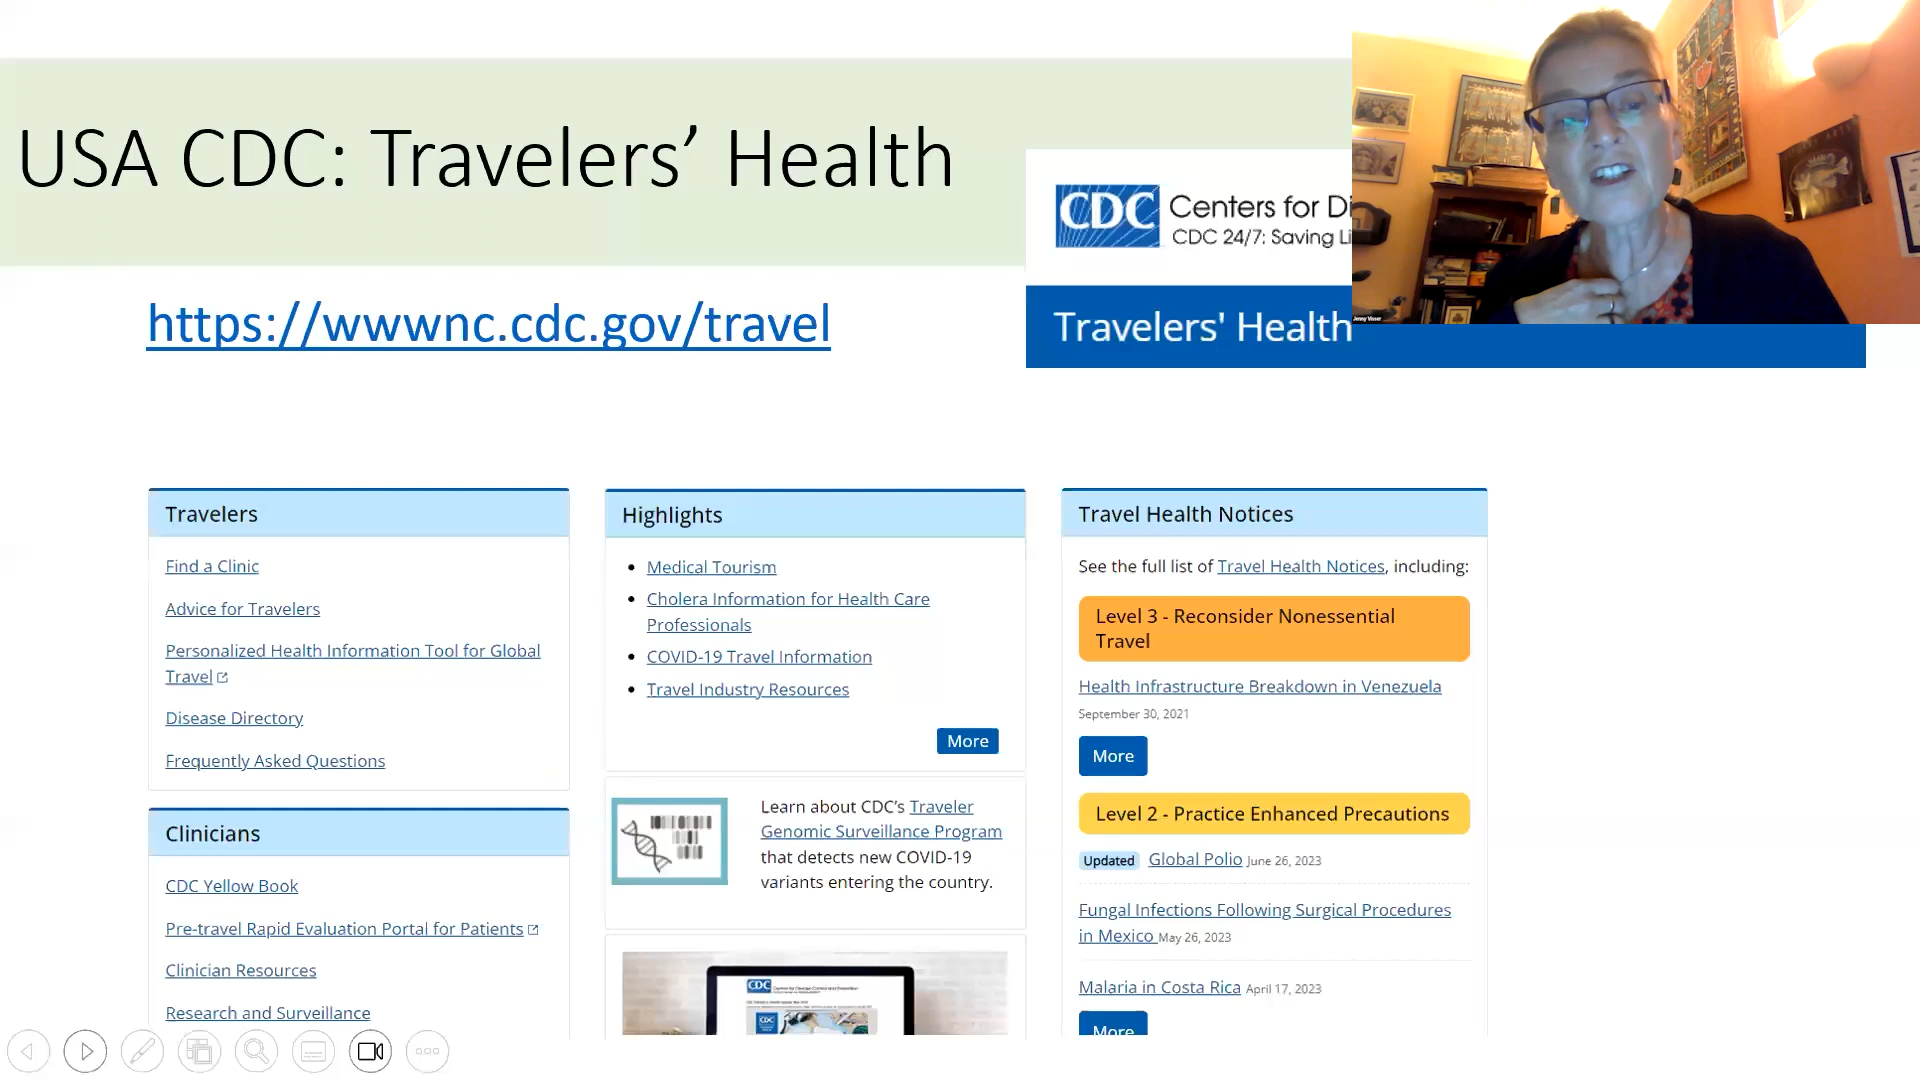 USA CDC: Travelers’ Health
CDC Centers for Di
CDC 24/7: Saving Li
Travelers' Health
Jenny Visser
https://wwwnc.cdc.gov/travel
Travelers
Find a Clinic
Advice for Travelers
Personalized Health Information Tool for Global
Travel
Disease Directory
Frequently Asked Questions
Clinicians
CDC Yellow Book
Pre-travel Rapid Evaluation Portal for Patients
Clinician Resources
Research and Surveillance
Highlights
Medical Tourism
Cholera Information for Health Care
Professionals
COVID-19 Travel Information
Travel Industry Resources
More
Learn about CDC’s Traveler
Genomic Surveillance Program
that detects new COVID-19
variants entering the country.
CDC
Travel Health Notices
See the full list of Travel Health Notices, including:
Level 3 - Reconsider Nonessential
Travel
Health Infrastructure Breakdown in Venezuela
September 30, 2021
More
Level 2 - Practice Enhanced Precautions
Updated Global Polio June 26, 2023
Fungal Infections Following Surgical Procedures
in Mexico May 26, 2023
Malaria in Costa Rica April 17, 2023
More